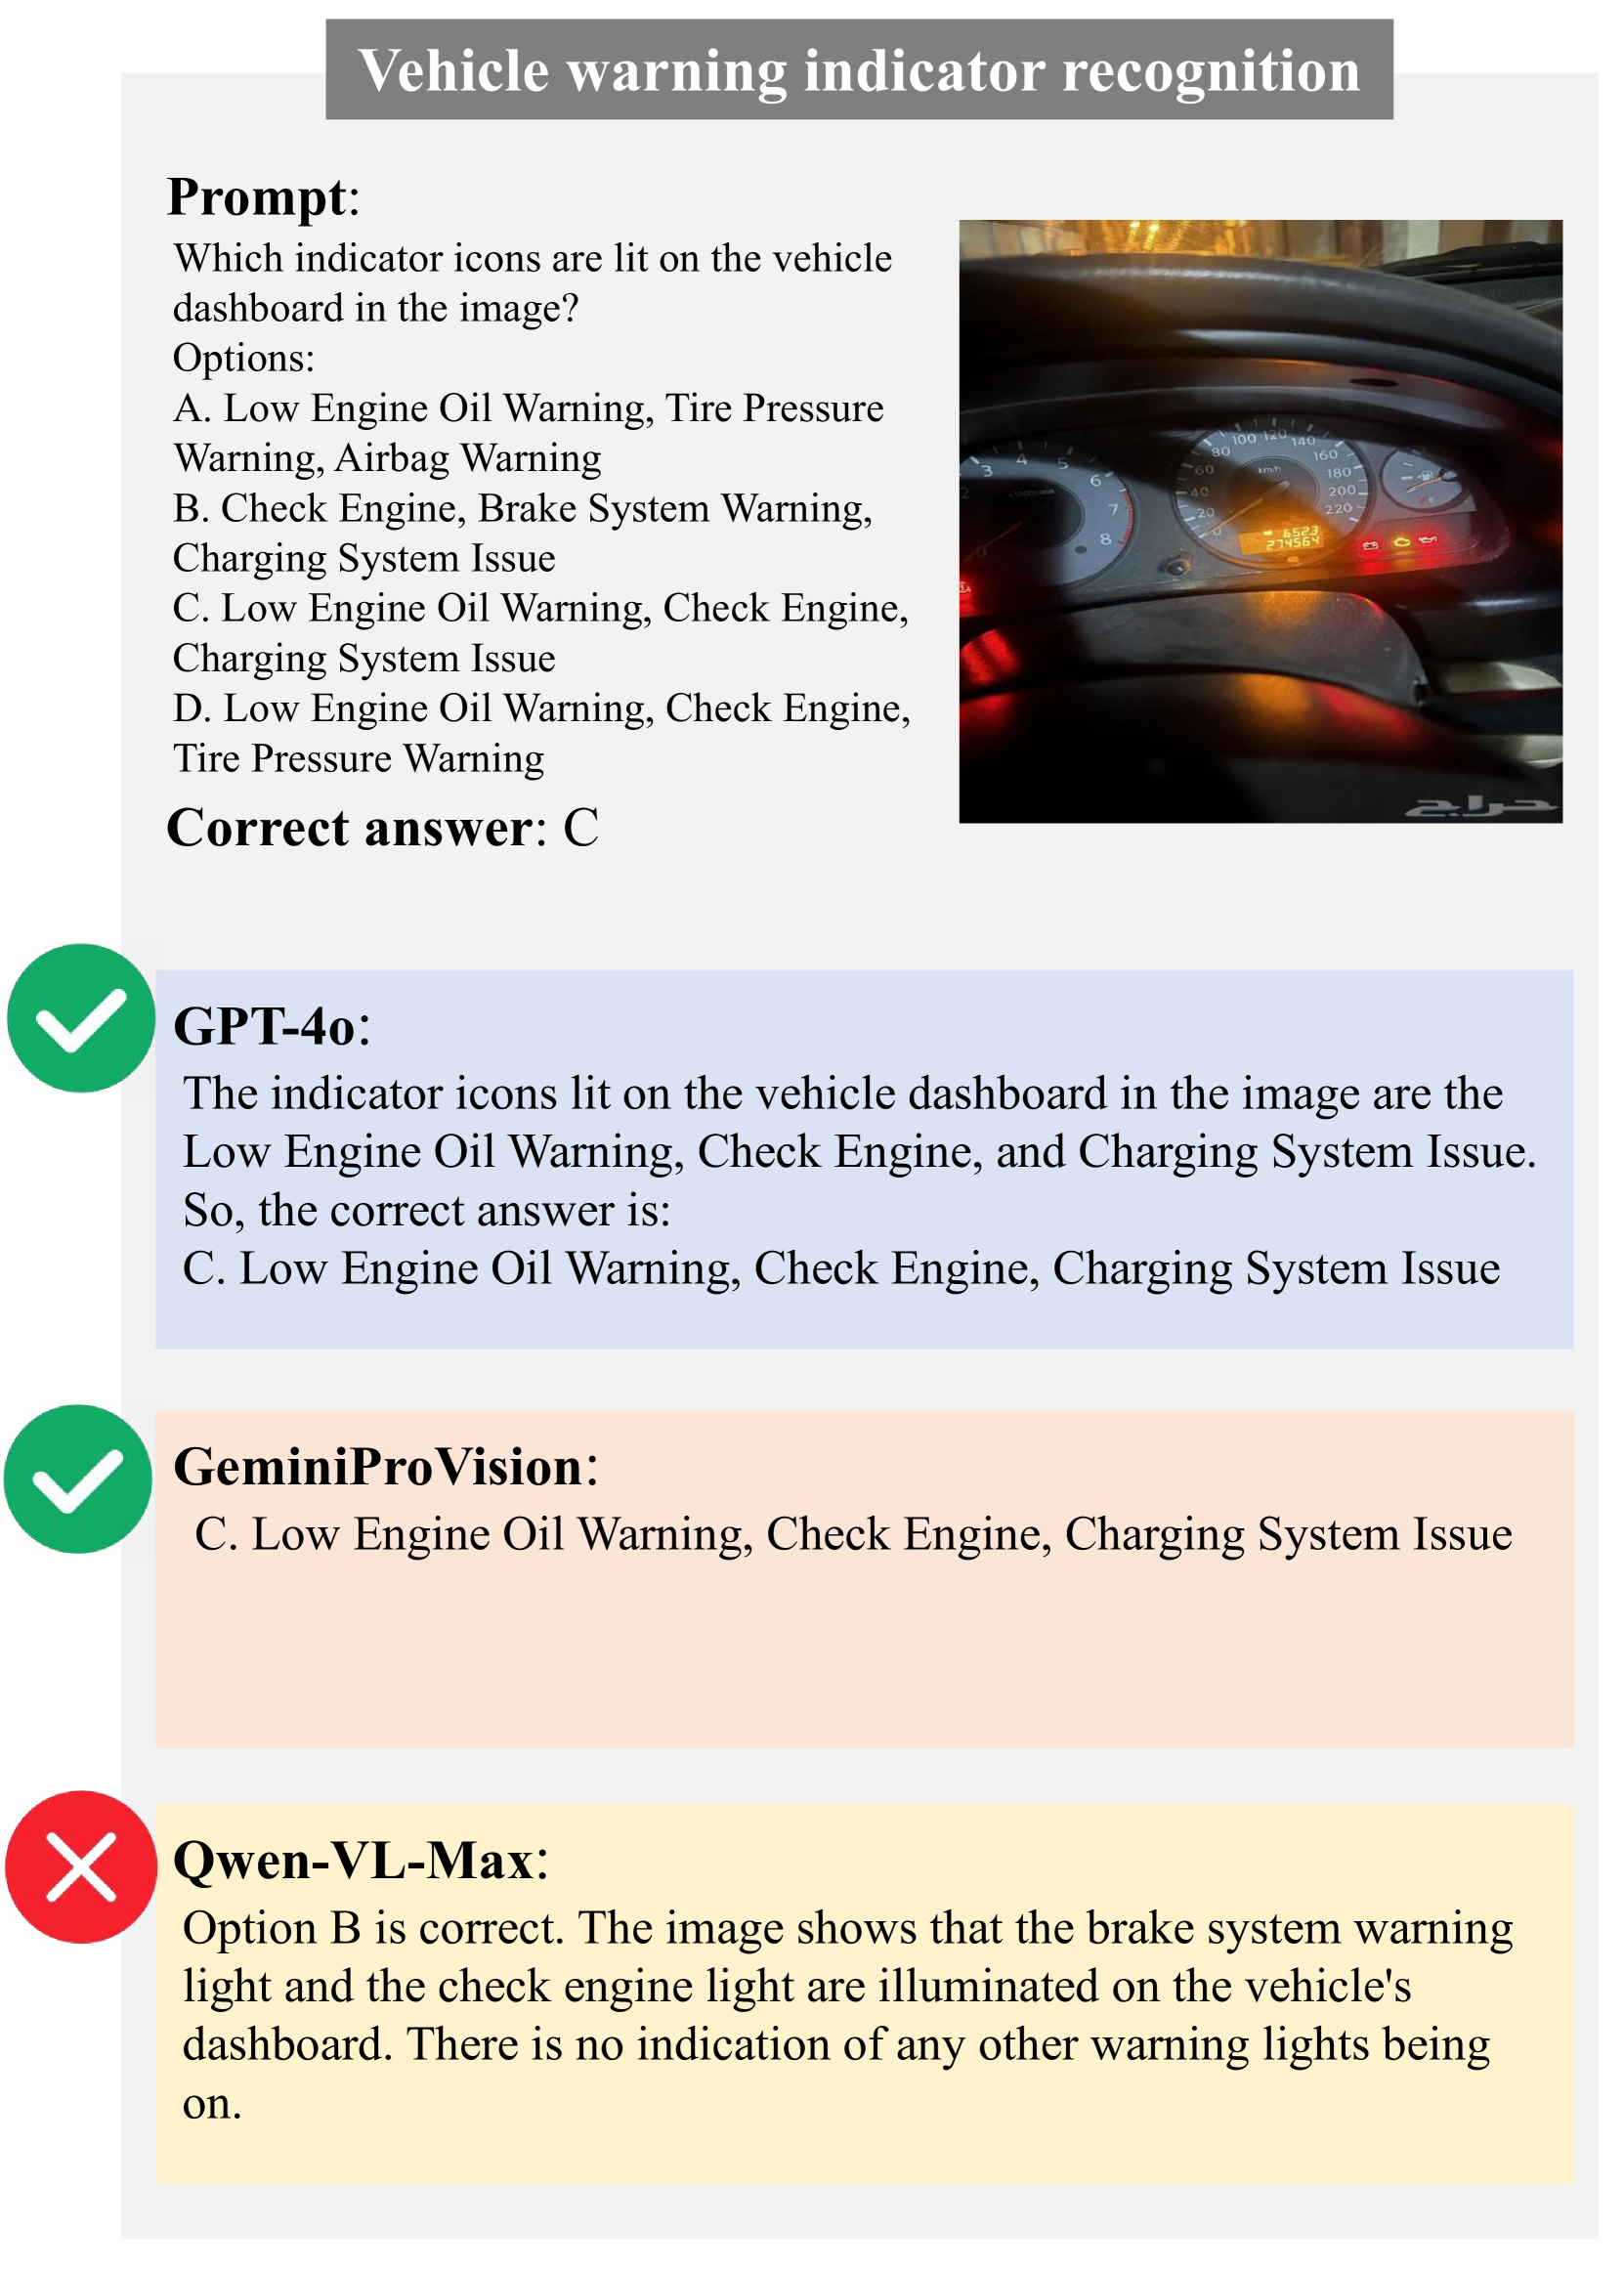 Vehicle warning indicator recognition
Prompt:
Which indicator icons are lit on the vehicle
dashboard in the image?
Options:
A. Low Engine Oil Warning, Tire Pressure
Warning, Airbag Warning
B. Check Engine, Brake System Warning,
Charging System Issue
C. Low Engine Oil Warning, Check Engine,
Charging System Issue
D. Low Engine Oil Warning, Check Engine,
Tire Pressure Warning
Correct answer: C
3 4 5 6 7 8
0 20 40 60 80 100 120 140 160 180 200 220
km/h
6523
274564
حراج
GPT-4o:
The indicator icons lit on the vehicle dashboard in the image are the
Low Engine Oil Warning, Check Engine, and Charging System Issue.
So, the correct answer is:
C. Low Engine Oil Warning, Check Engine, Charging System Issue
GeminiProVision:
C. Low Engine Oil Warning, Check Engine, Charging System Issue
Qwen-VL-Max:
Option B is correct. The image shows that the brake system warning
light and the check engine light are illuminated on the vehicle's
dashboard. There is no indication of any other warning lights being
on.